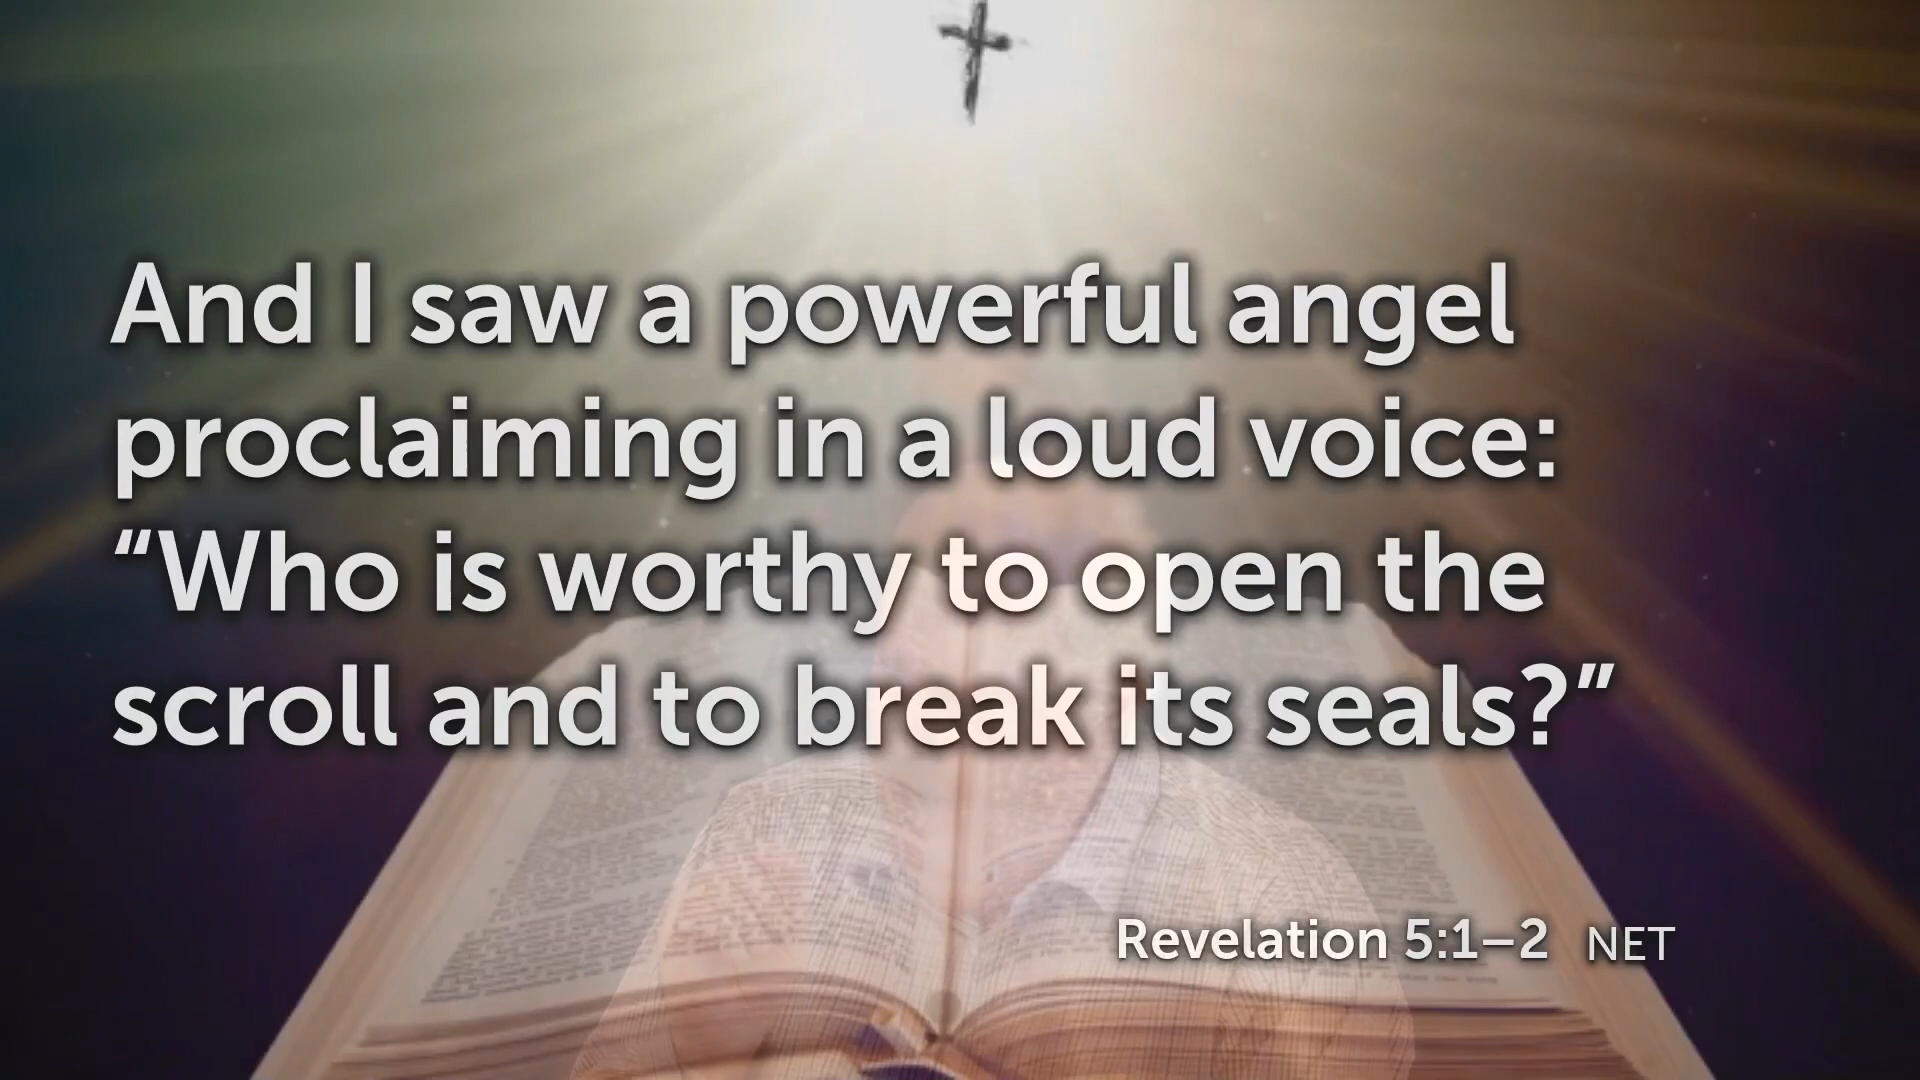 And I saw a powerful angel
proclaiming in a loud voice:
“Who is worthy to open the
scroll and to break its seals?”
Revelation 5:1–2 NET